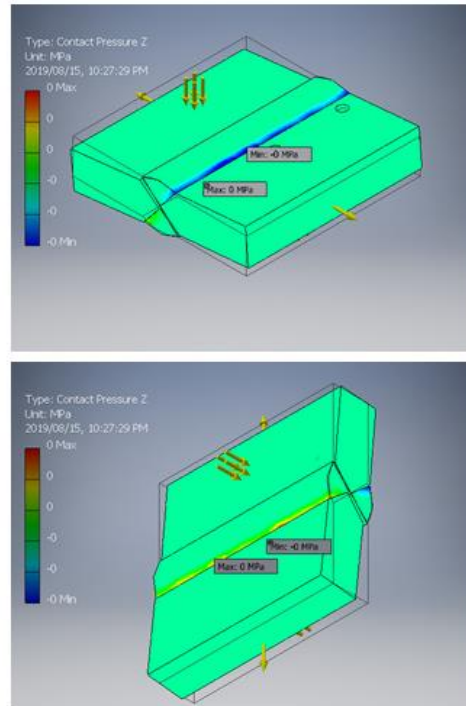 Type: Contact Pressure Z
Unit: MPa
2019/08/15, 10:27:29 PM
0 Max
0
0
-0
-0
-0 Min
Min: -0 MPa
Max: 0 MPa
Type: Contact Pressure Z
Unit: MPa
2019/08/15, 10:27:29 PM
0 Max
0
0
-0
-0
-0 Min
Min: -0 MPa
Max: 0 MPa